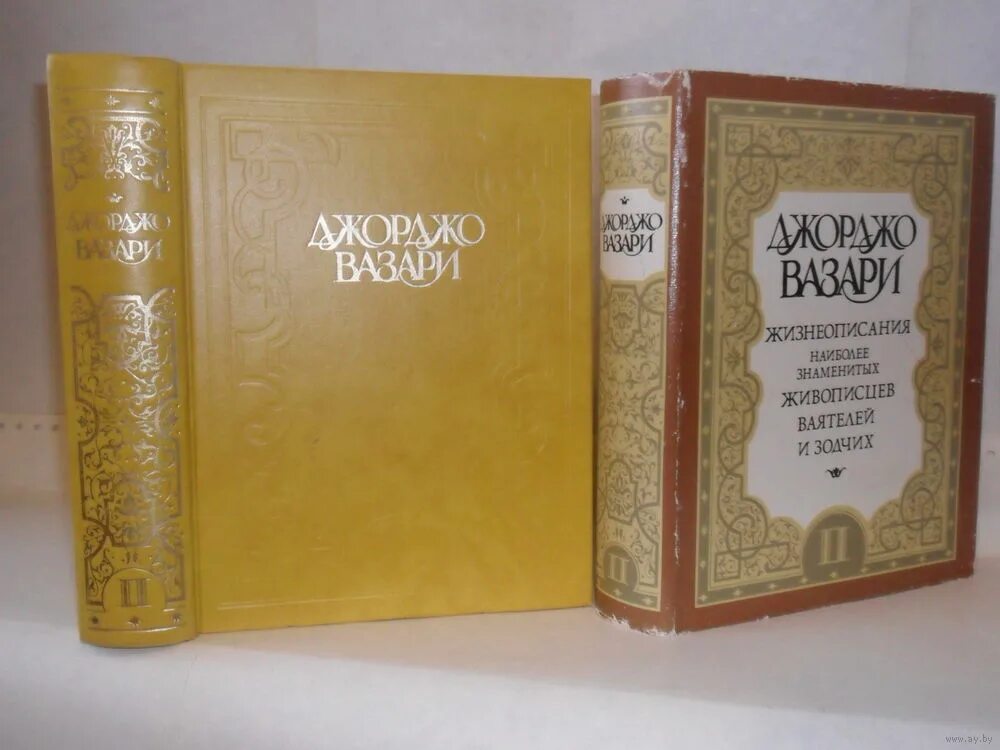 ДЖОРДЖО
ВАЗАРИ
II
ДЖОРДЖО
ВАЗАРИ
ДЖОРДЖО
ВАЗАРИ
II
ДЖОРДЖО
ВАЗАРИ
ЖИЗНЕОПИСАНИЯ
НАИБОЛЕЕ
ЗНАМЕНИТЫХ
ЖИВОПИСЦЕВ
ВАЯТЕЛЕЙ
И ЗОДЧИХ
II
www.ay.by